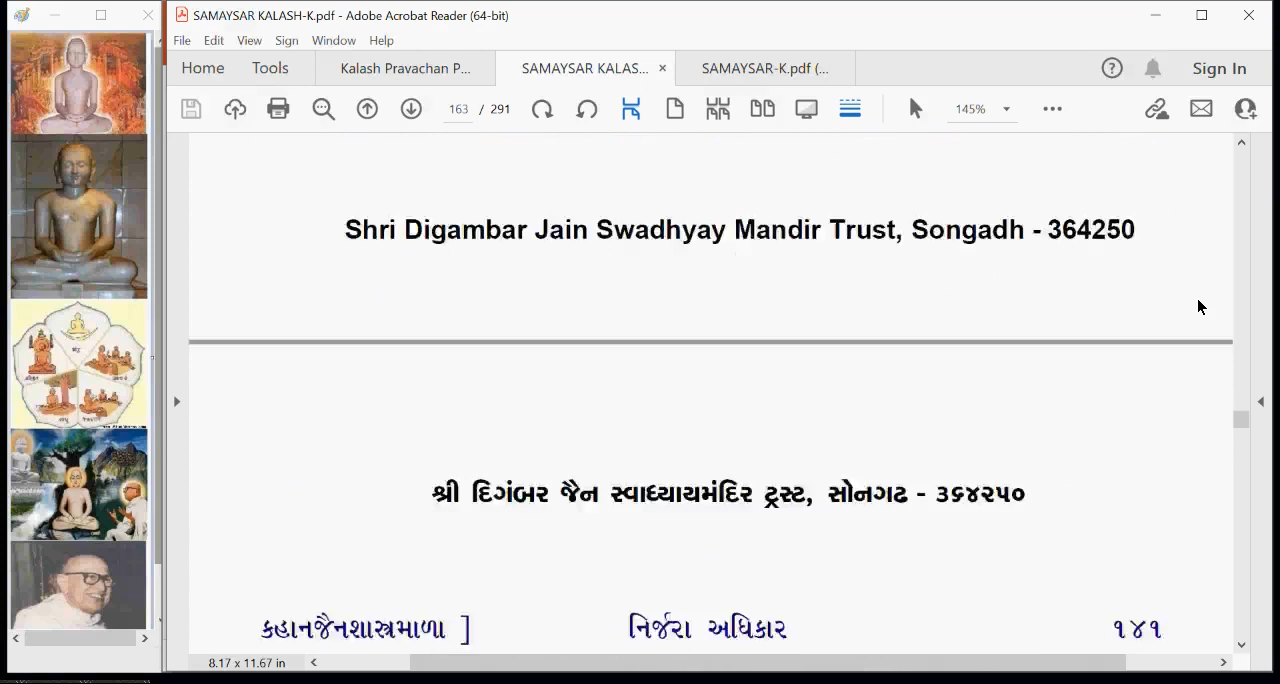 SAMAYSAR KALASH-K.pdf - Adobe Acrobat Reader (64-bit)
File Edit View Sign Window Help
Home Tools Kalash Pravachan P... SAMAYSAR KALAS... × SAMAYSAR-K.pdf (... Sign In
163 / 291 145%
Shri Digambar Jain Swadhyay Mandir Trust, Songadh - 364250
શ્રી દિગંબર જૈન સ્વાધ્યાયમંદિર ટ્રસ્ટ, સોનગઢ - ૩૬૪૨૫૦
કહાનજૈનશાસ્ત્રમાળા ] નિર્જરા અધિકાર ૧૪૧
8.17 x 11.67 in